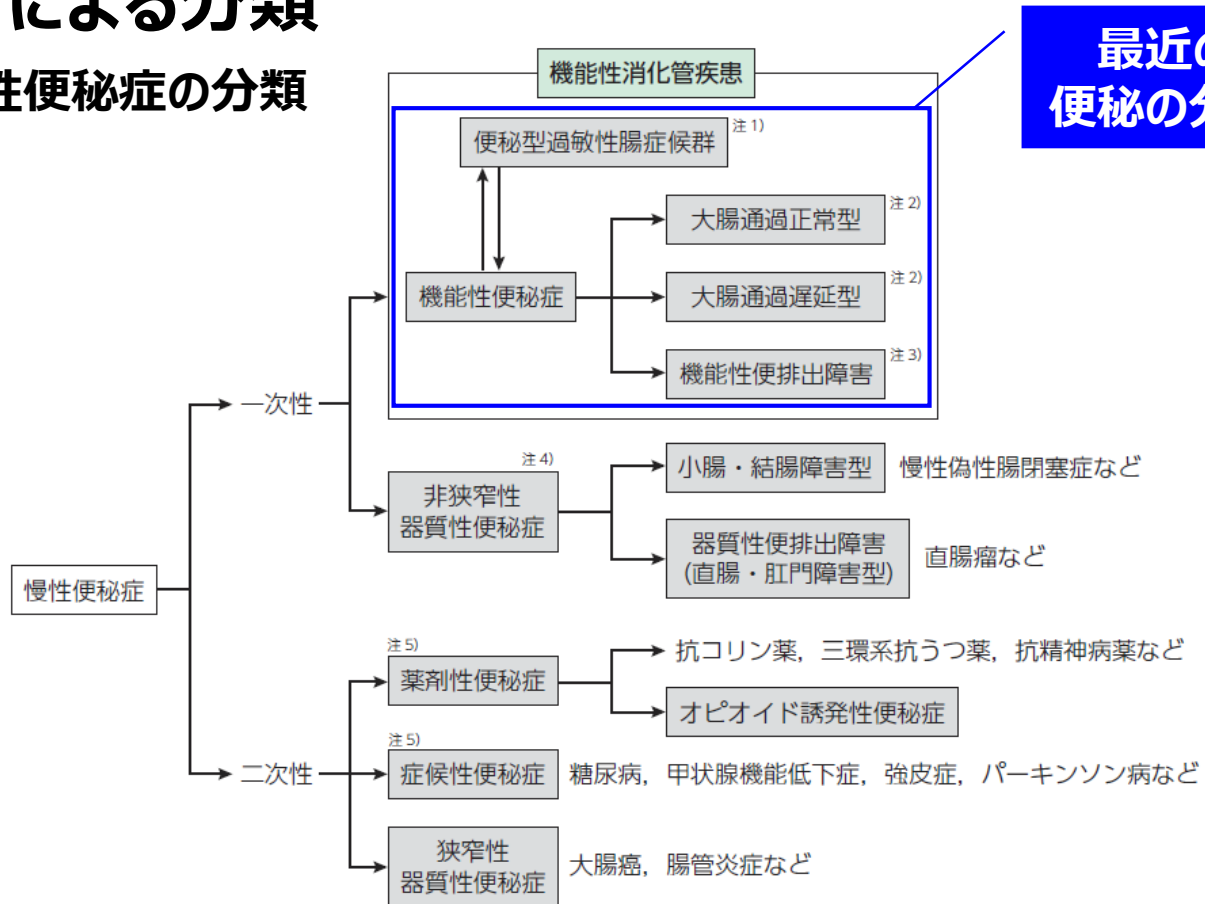 による分類
性便秘症の分類
最近の
便秘の分
機能性消化管疾患
便秘型過敏性腸症候群
注1)
大腸通過正常型
注2)
機能性便秘症
大腸通過遅延型
注2)
機能性便排出障害
注3)
一次性
注4)
非狭窄性
器質性便秘症
小腸・結腸障害型
慢性偽性腸閉塞症など
器質性便排出障害
(直腸・肛門障害型)
直腸瘤など
慢性便秘症
注5)
薬剤性便秘症
抗コリン薬，三環系抗うつ薬，抗精神病薬など
オピオイド誘発性便秘症
二次性
注5)
症候性便秘症
糖尿病，甲状腺機能低下症，強皮症，パーキンソン病など
狭窄性
器質性便秘症
大腸癌，腸管炎症など